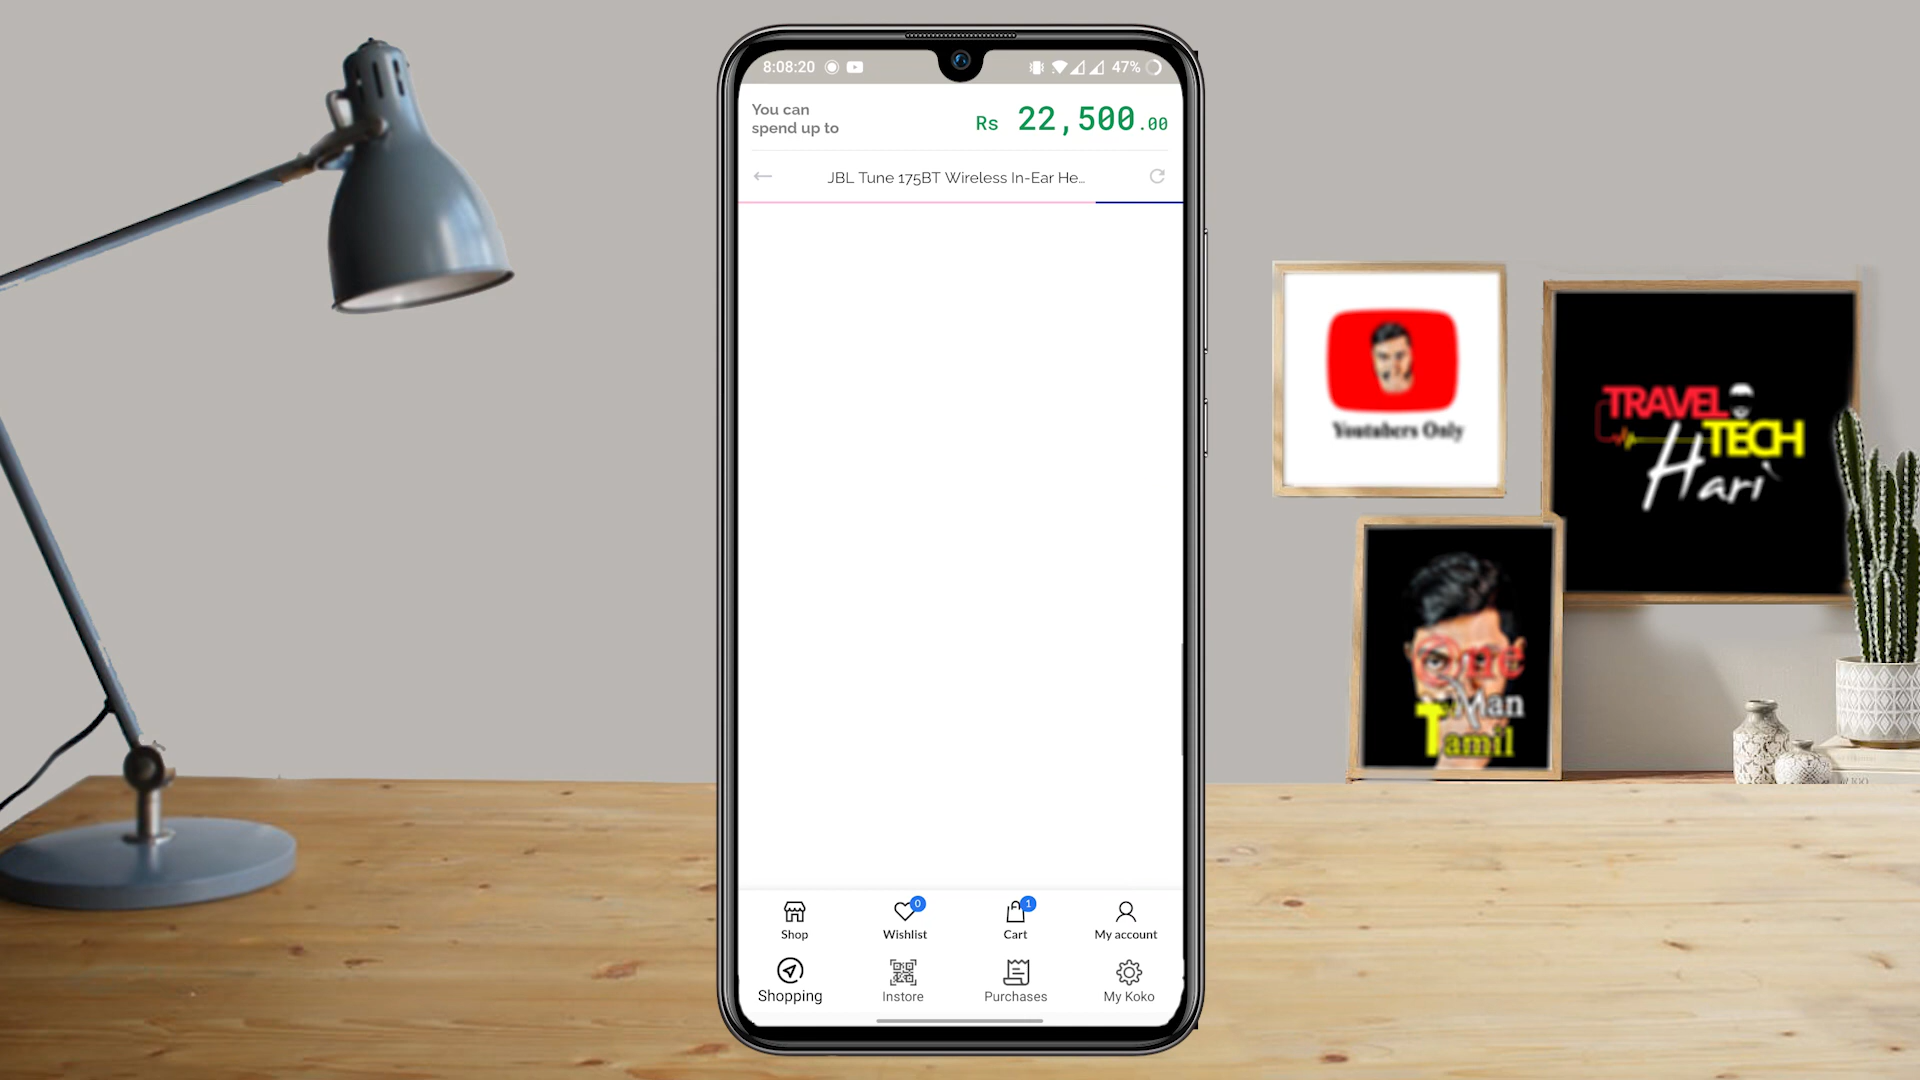 8:08:20
47%
You can
spend up to
Rs 22,500.00
JBL Tune 175BT Wireless In-Ear He...
Shop
0
Wishlist
1
Cart
My account
Shopping
Instore
Purchases
My Koko
Youtubers Only
TRAVEL
TECH
Hari
One
Man
Tamil